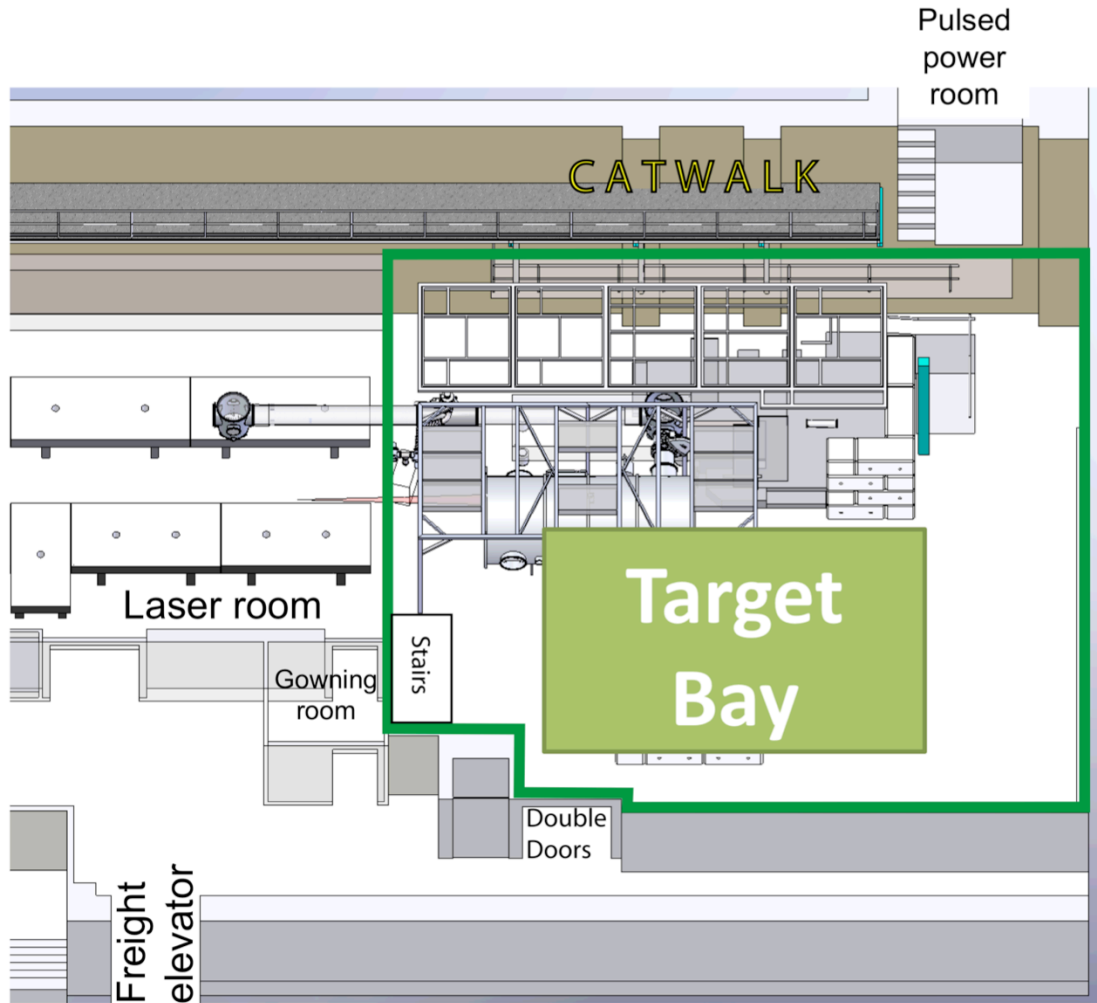 Pulsed
power
room
CATWALK
Target
Bay
Laser room
Stairs
Gowning
room
Double
Doors
Freight
elevator